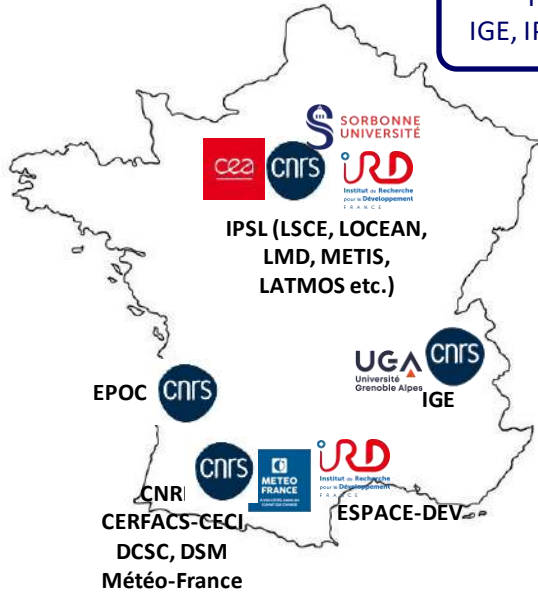 IGE, IP
SORBONNE
UNIVERSITÉ
cea
cnrs
IRD
Institut de Recherche
pour le Développement
FRANCE
IPSL (LSCE, LOCEAN,
LMD, METIS,
LATMOS etc.)
UGA
Université
Grenoble Alpes
cnrs
IGE
EPOC
cnrs
cnrs
METEO
FRANCE
IRD
Institut de Recherche
pour le Développement
FRANCE
CNR
ESPACE-DEV
CERFACS-CECI
DCSC, DSM
Météo-France